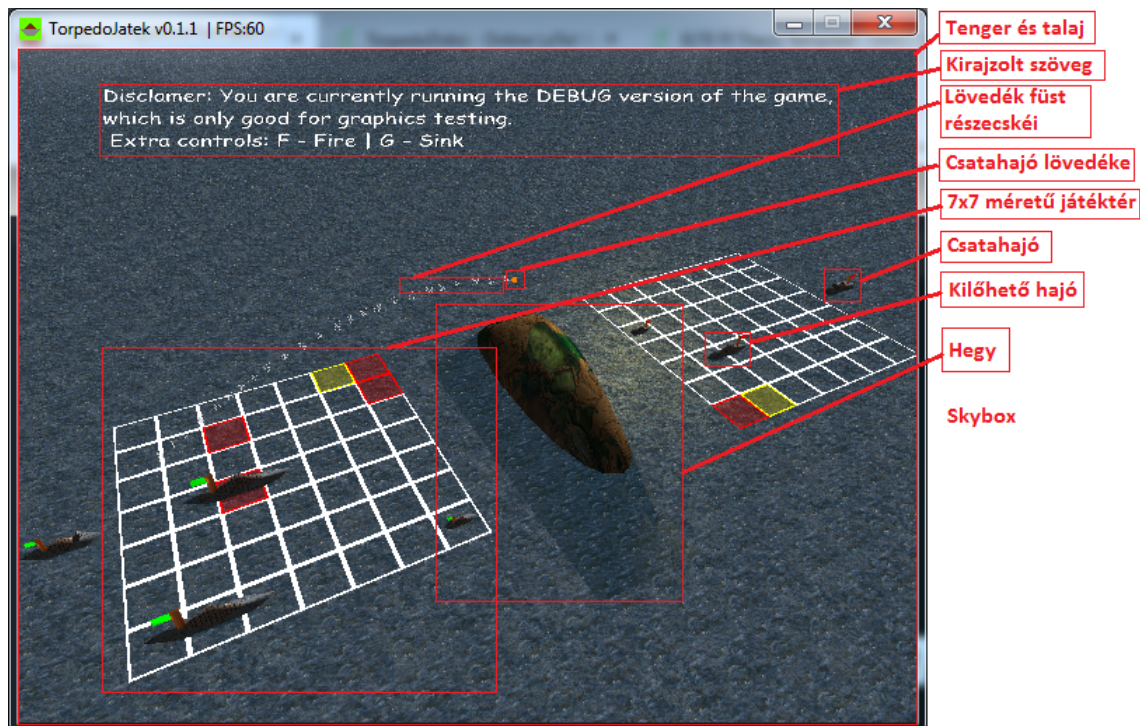 TorpedoJatek v0.1.1 | FPS:60
Disclamer: You are currently running the DEBUG version of the game,
which is only good for graphics testing.
Extra controls: F - Fire | G - Sink
Tenger és talaj
Kirajzolt szöveg
Lövedék füst
részecskéi
Csatahajó lövedéke
7x7 méretű játéktér
Csatahajó
Kilőhető hajó
Hegy
Skybox